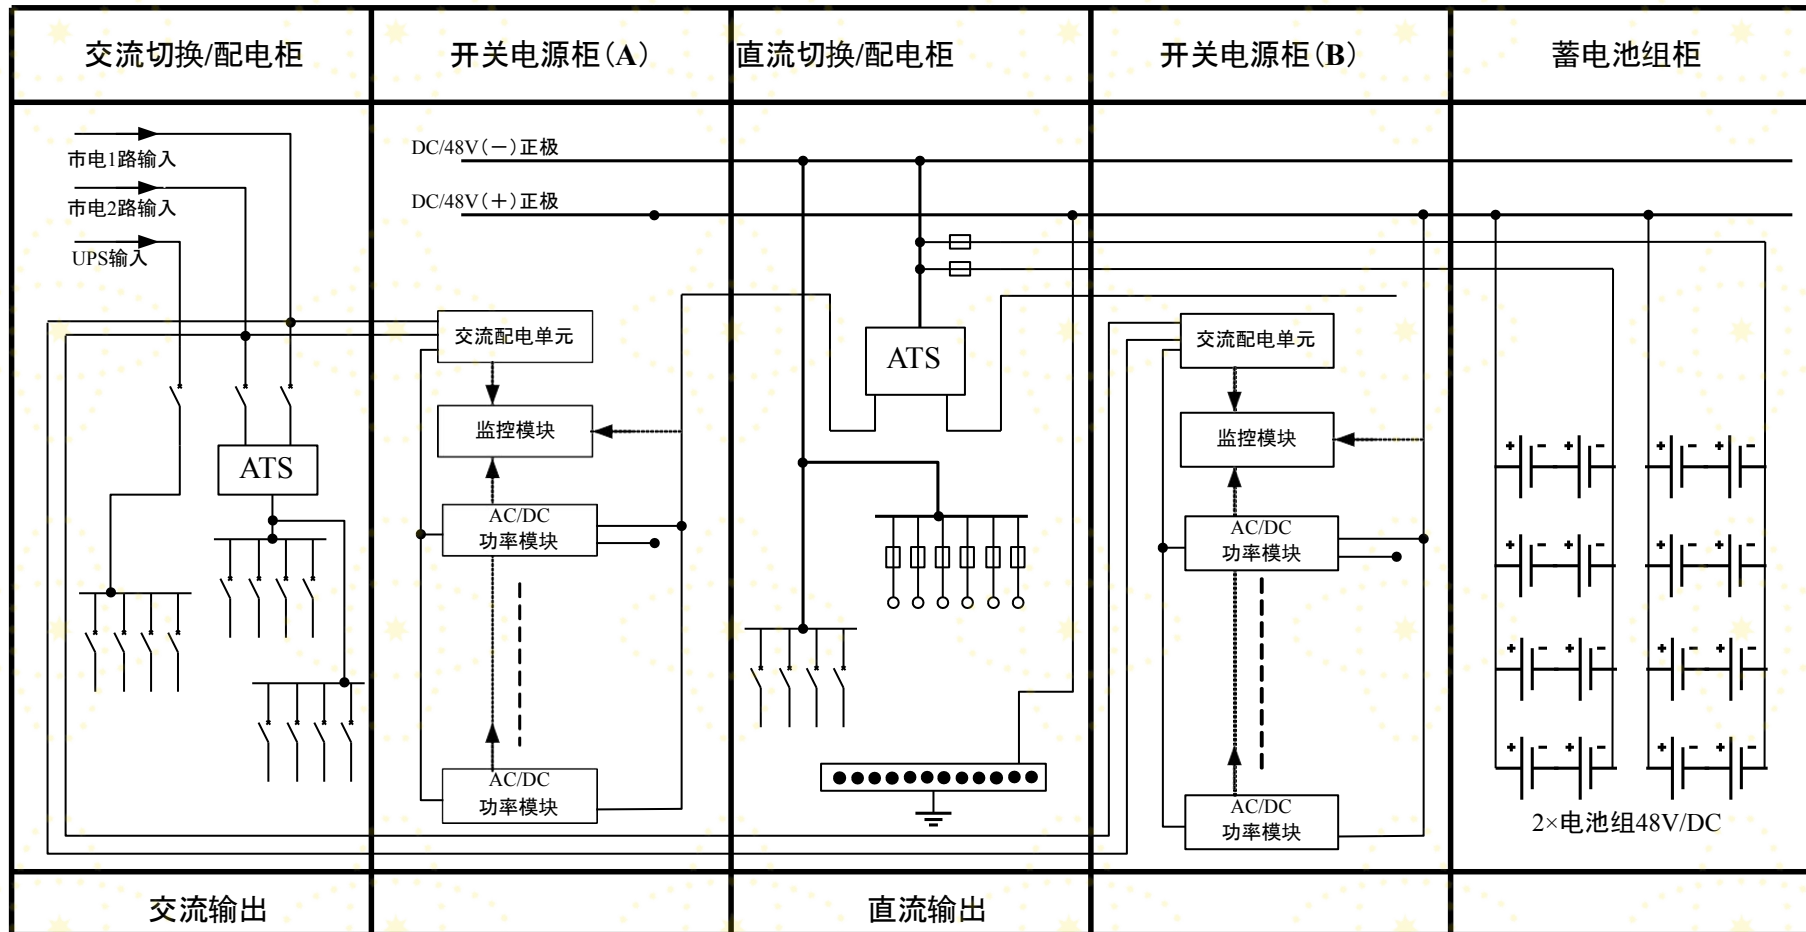 交流切换/配电柜
开关电源柜（A）
直流切换/配电柜
开关电源柜（B）
蓄电池组柜
市电1路输入
市电2路输入
UPS输入
DC/48V（－）正极
DC/48V（＋）正极
交流配电单元
监控模块
AC/DC
功率模块
AC/DC
功率模块
ATS
ATS
交流配电单元
监控模块
AC/DC
功率模块
AC/DC
功率模块
+ - + -
+ - + -
+ - + -
+ - + -
2×电池组48V/DC
交流输出
直流输出